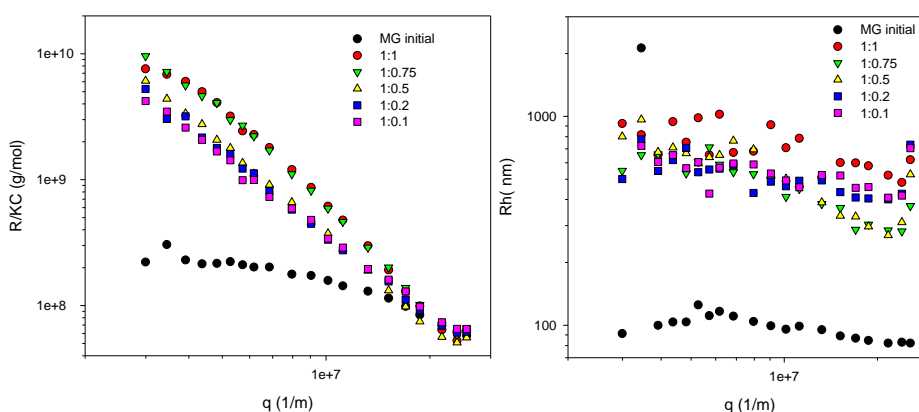 MG initial
1:1
1:0.75
1:0.5
1:0.2
1:0.1
1e+10
1e+9
1e+8
R/KC (g/mol)
1e+7
q (1/m)
MG initial
1:1
1:0.75
1:0.5
1:0.2
1:0.1
1000
100
Rh( nm)
1e+7
q (1/m)